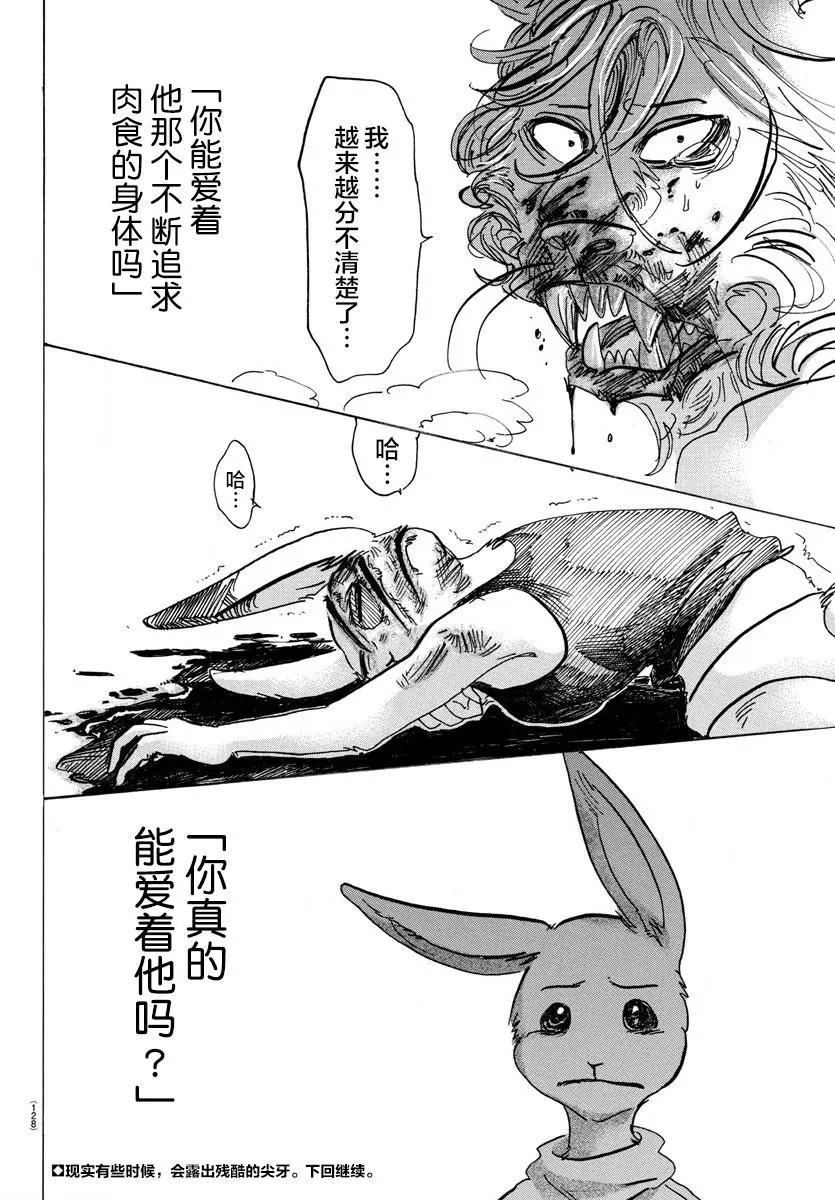 我……
越来越分不清楚了…
「你能爱着
他那个不断追求
肉食的身体吗」
哈…
哈…
「你真的
能爱着他吗？」
现实有些时候，会露出残酷的尖牙。下回继续。
(128)